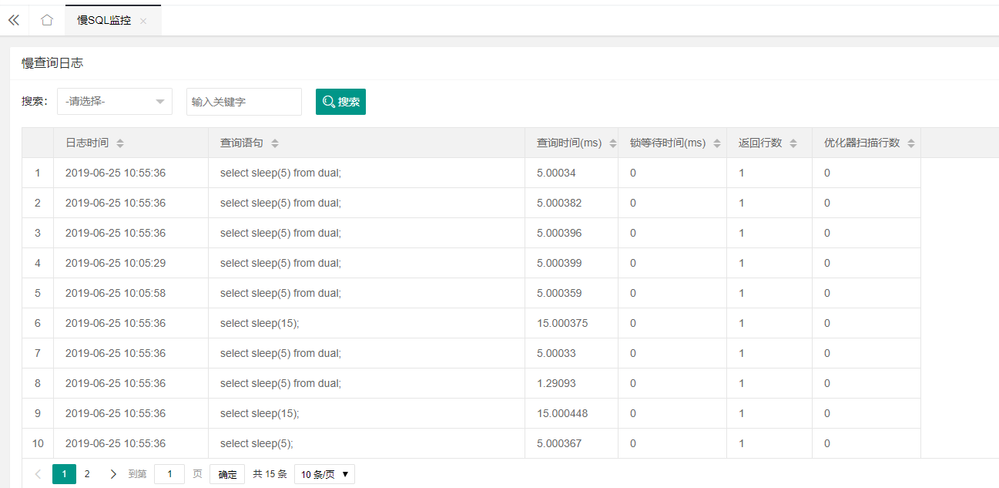 慢SQL监控
慢查询日志
搜索: -请选择- 输入关键字 搜索
日志时间 查询语句 查询时间(ms) 锁等待时间(ms) 返回行数 优化器扫描行数
1 2019-06-25 10:55:36 select sleep(5) from dual; 5.00034 0 1 0
2 2019-06-25 10:55:36 select sleep(5) from dual; 5.000382 0 1 0
3 2019-06-25 10:55:36 select sleep(5) from dual; 5.000396 0 1 0
4 2019-06-25 10:05:29 select sleep(5) from dual; 5.000399 0 1 0
5 2019-06-25 10:05:58 select sleep(5) from dual; 5.000359 0 1 0
6 2019-06-25 10:55:36 select sleep(15); 15.000375 0 1 0
7 2019-06-25 10:55:36 select sleep(5) from dual; 5.00033 0 1 0
8 2019-06-25 10:55:36 select sleep(5) from dual; 1.29093 0 1 0
9 2019-06-25 10:55:36 select sleep(15); 15.000448 0 1 0
10 2019-06-25 10:55:36 select sleep(5); 5.000367 0 1 0
1 2 到第 1 页 确定 共 15 条 10 条/页